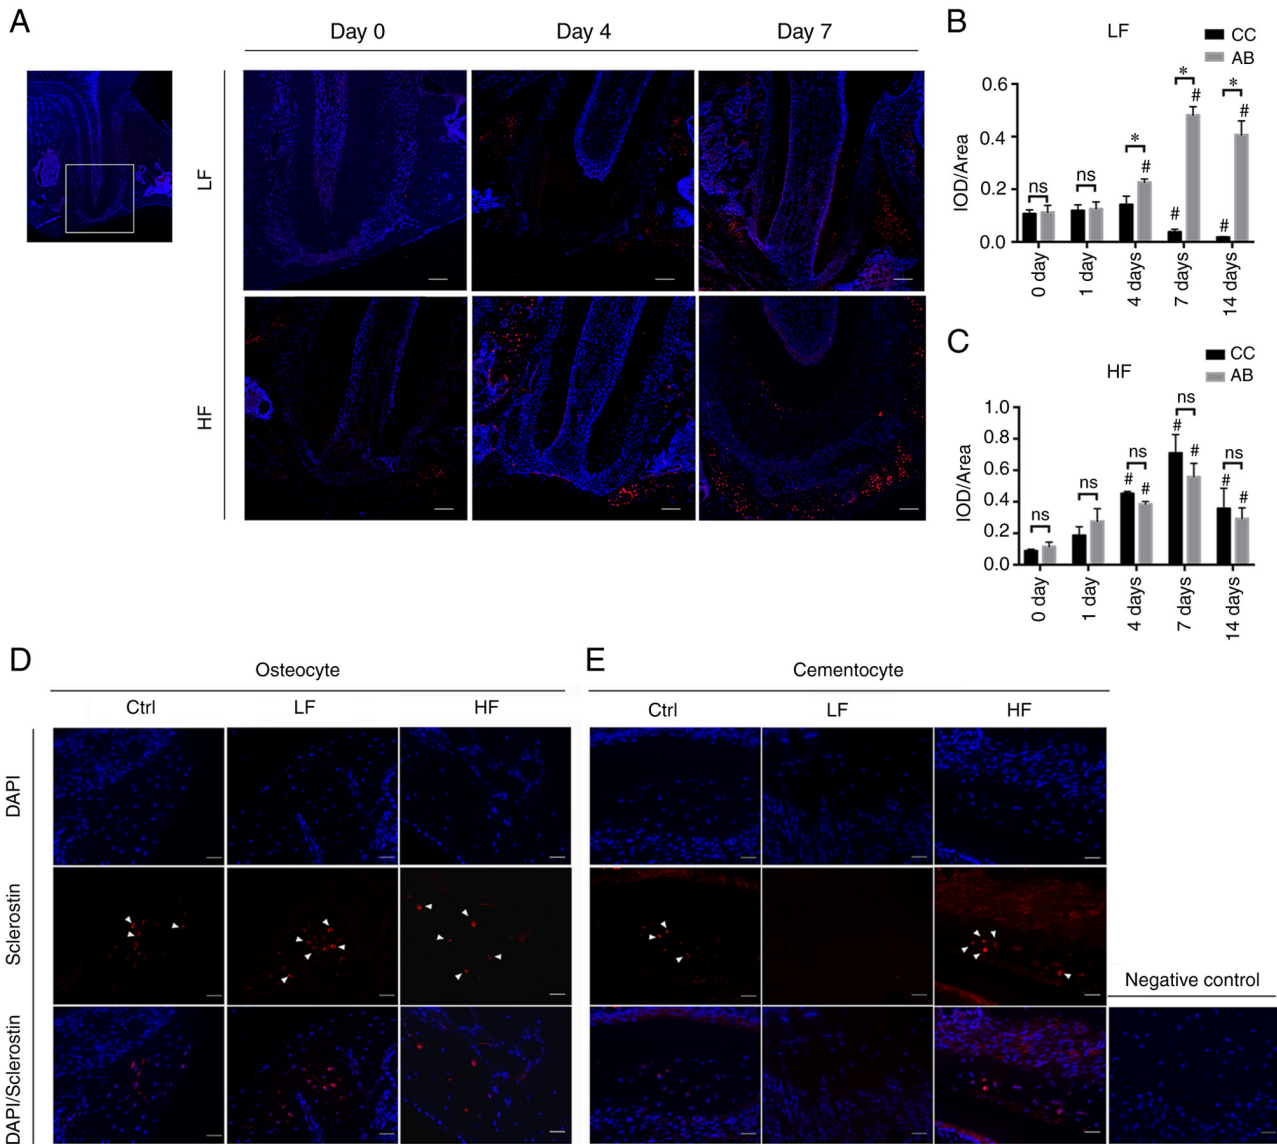 A
Day 0
Day 4
Day 7
LF
HF
B
LF
CC
AB
IOD/Area
0.6
0.4
0.2
0.0
ns
ns
*
#
*
#
#
*
#
#
0 day
1 day
4 days
7 days
14 days
C
HF
CC
AB
IOD/Area
1.0
0.8
0.6
0.4
0.2
0.0
ns
ns
ns
#
#
ns
#
#
ns
#
#
0 day
1 day
4 days
7 days
14 days
D
Osteocyte
Ctrl
LF
HF
DAPI
Sclerostin
DAPI/Sclerostin
E
Cementocyte
Ctrl
LF
HF
Negative control